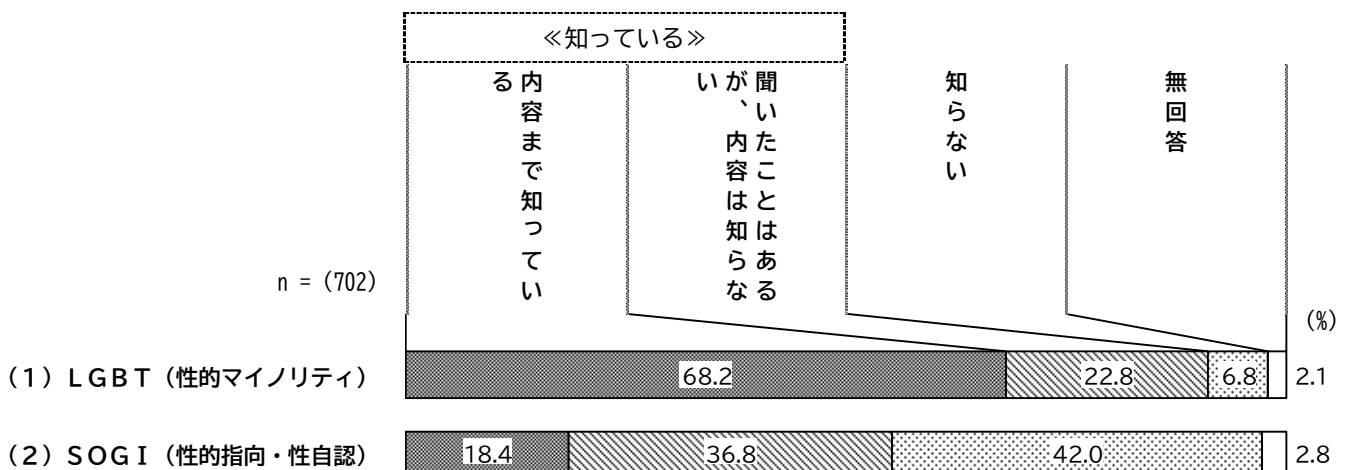 ≪知っている≫
内容まで知ってい
る
聞いたことはある
が、内容は知らな
い
知らない
無回答
n = (702)
(%)
(1)LGBT(性的マイノリティ) 68.2 22.8 6.8 2.1
(2)SOGI(性的指向・性自認) 18.4 36.8 42.0 2.8